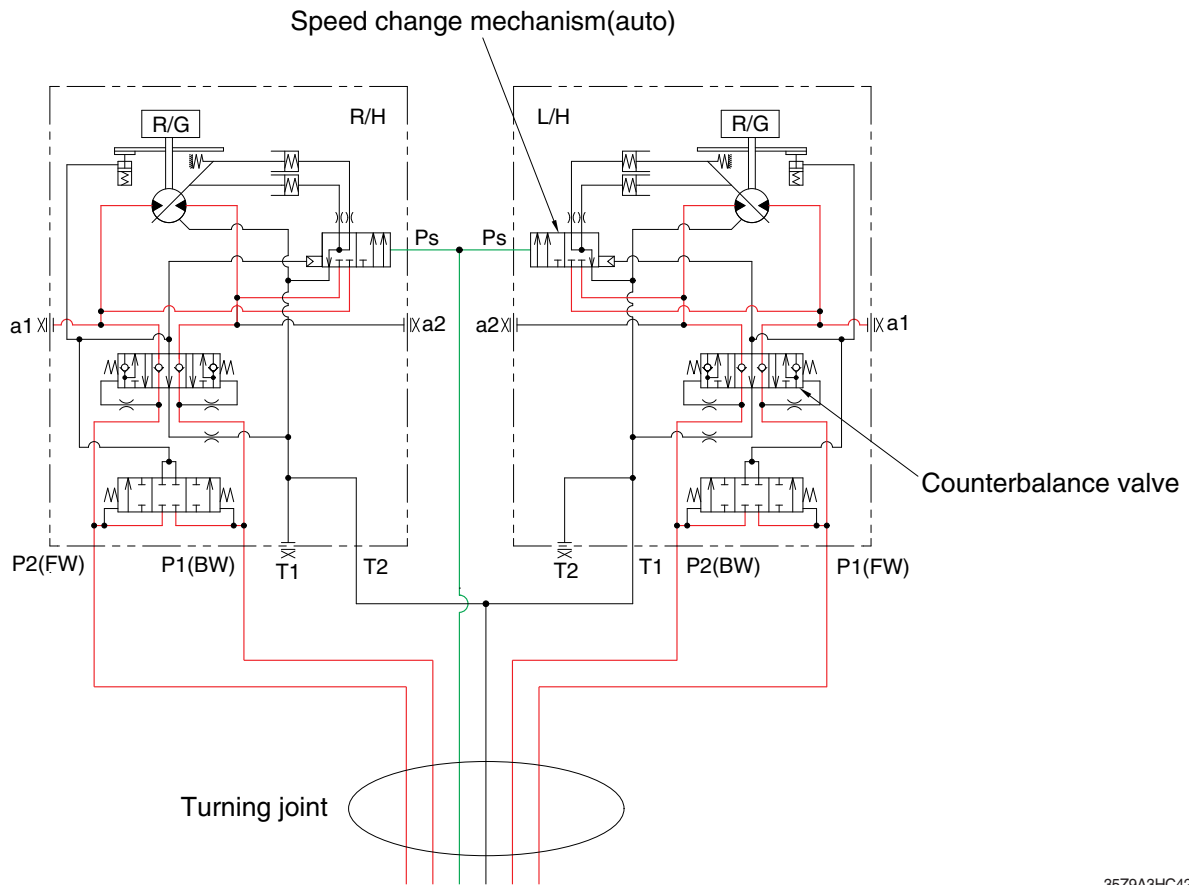 Speed change mechanism(auto)
R/H
L/H
R/G
R/G
Ps
Ps
a1
a2
a2
a1
Counterbalance valve
P2(FW)
P1(BW)
T1
T2
T2
T1
P2(BW)
P1(FW)
Turning joint